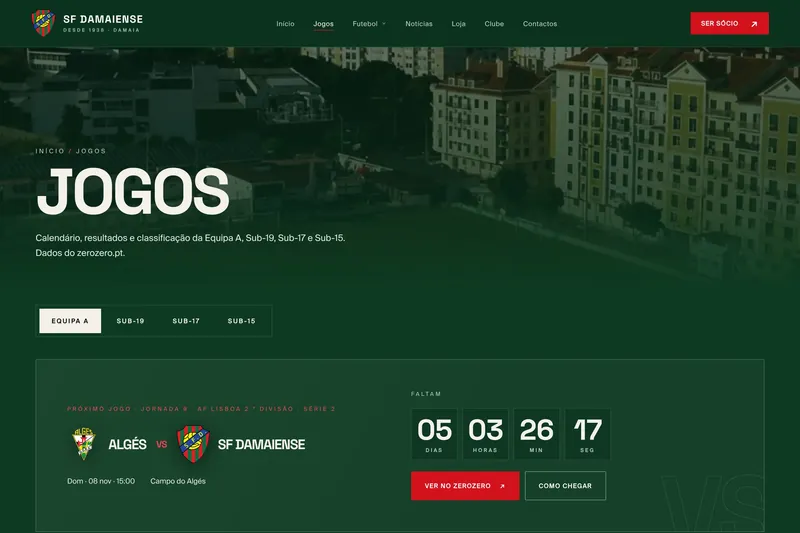 SF DAMAIENSE
DESDE 1938 · DAMAIA
Início
Jogos
Futebol
Notícias
Loja
Clube
Contactos
SER SÓCIO
INÍCIO / JOGOS
JOGOS
Calendário, resultados e classificação da Equipa A, Sub-19, Sub-17 e Sub-15.
Dados do zerozero.pt.
EQUIPA A
SUB-19
SUB-17
SUB-15
PRÓXIMO JOGO · JORNADA 8 · AF LISBOA 2.ª DIVISÃO · SÉRIE 2
ALGÉS
VS
SF DAMAIENSE
Dom · 08 nov · 15:00
Campo do Algés
FALTAM
05
03
26
17
DIAS
HORAS
MIN
SEG
VER NO ZEROZERO
COMO CHEGAR
VS